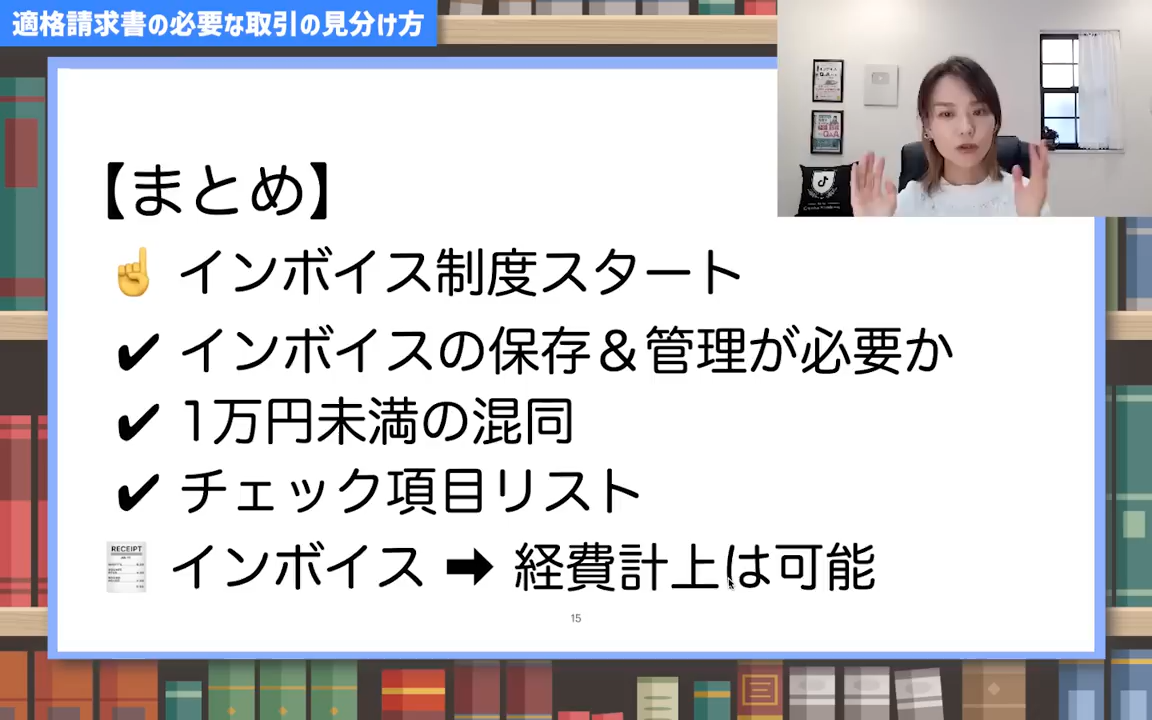 適格請求書の必要な取引の見分け方
【まとめ】
☝ インボイス制度スタート
✔ インボイスの保存＆管理が必要か
✔ 1万円未満の混同
✔ チェック項目リスト
RECEIPT
インボイス ➡ 経費計上は可能
15
Q&A
Q&A